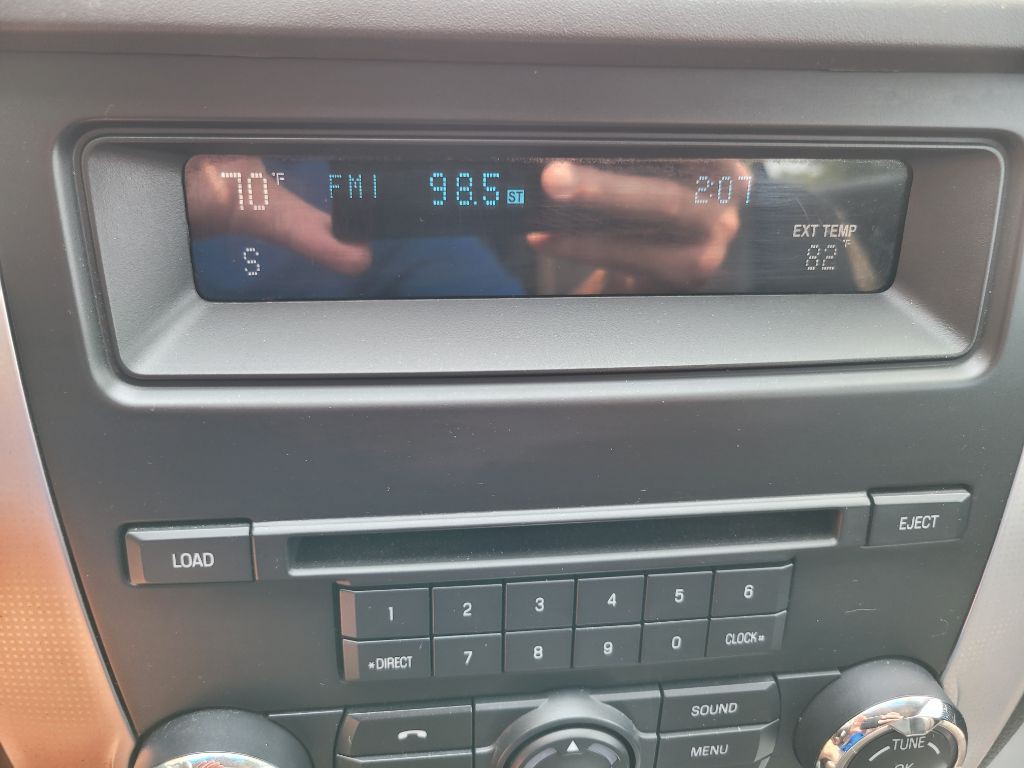 70°F FM1 98.5 ST 2:07
EXT TEMP
S 82°F
LOAD EJECT
1 2 3 4 5 6
*DIRECT 7 8 9 0 CLOCK#
SOUND
MENU
TUNE
OK